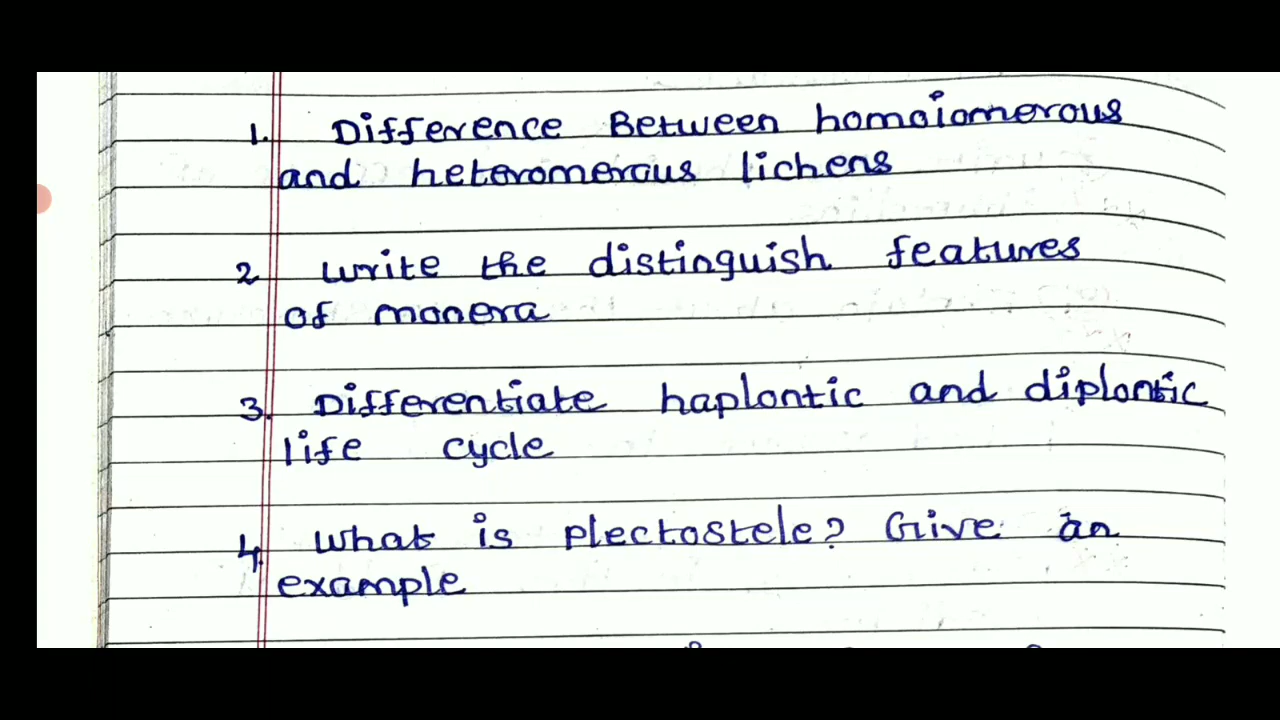 1. Difference Between homoiomerous
and heteromerous lichens
2 Write the distinguish features
of monera
3. Differentiate haplontic and diplontic
life cycle
4. What is plectostele? Give an
example